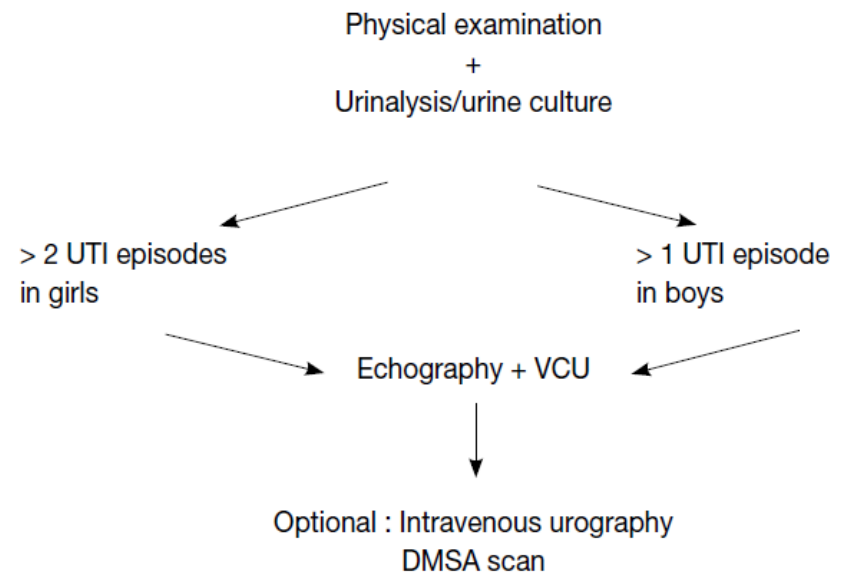 Physical examination
+
Urinalysis/urine culture
> 2 UTI episodes
in girls
> 1 UTI episode
in boys
Echography + VCU
Optional : Intravenous urography
DMSA scan